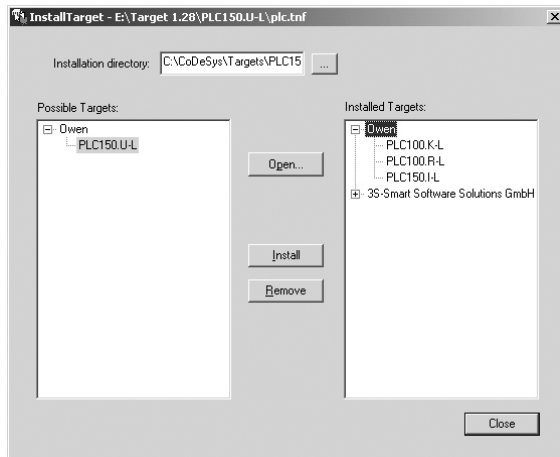 InstallTarget - E:\Target 1.28\PLC150.U-L\plc.tnf
Installation directory: C:\CoDeSys\Targets\PLC15 ...
Possible Targets:
Owen
PLC150.U-L
Open...
Install
Remove
Installed Targets:
Owen
PLC100.K-L
PLC100.R-L
PLC150.I-L
3S-Smart Software Solutions GmbH
Close